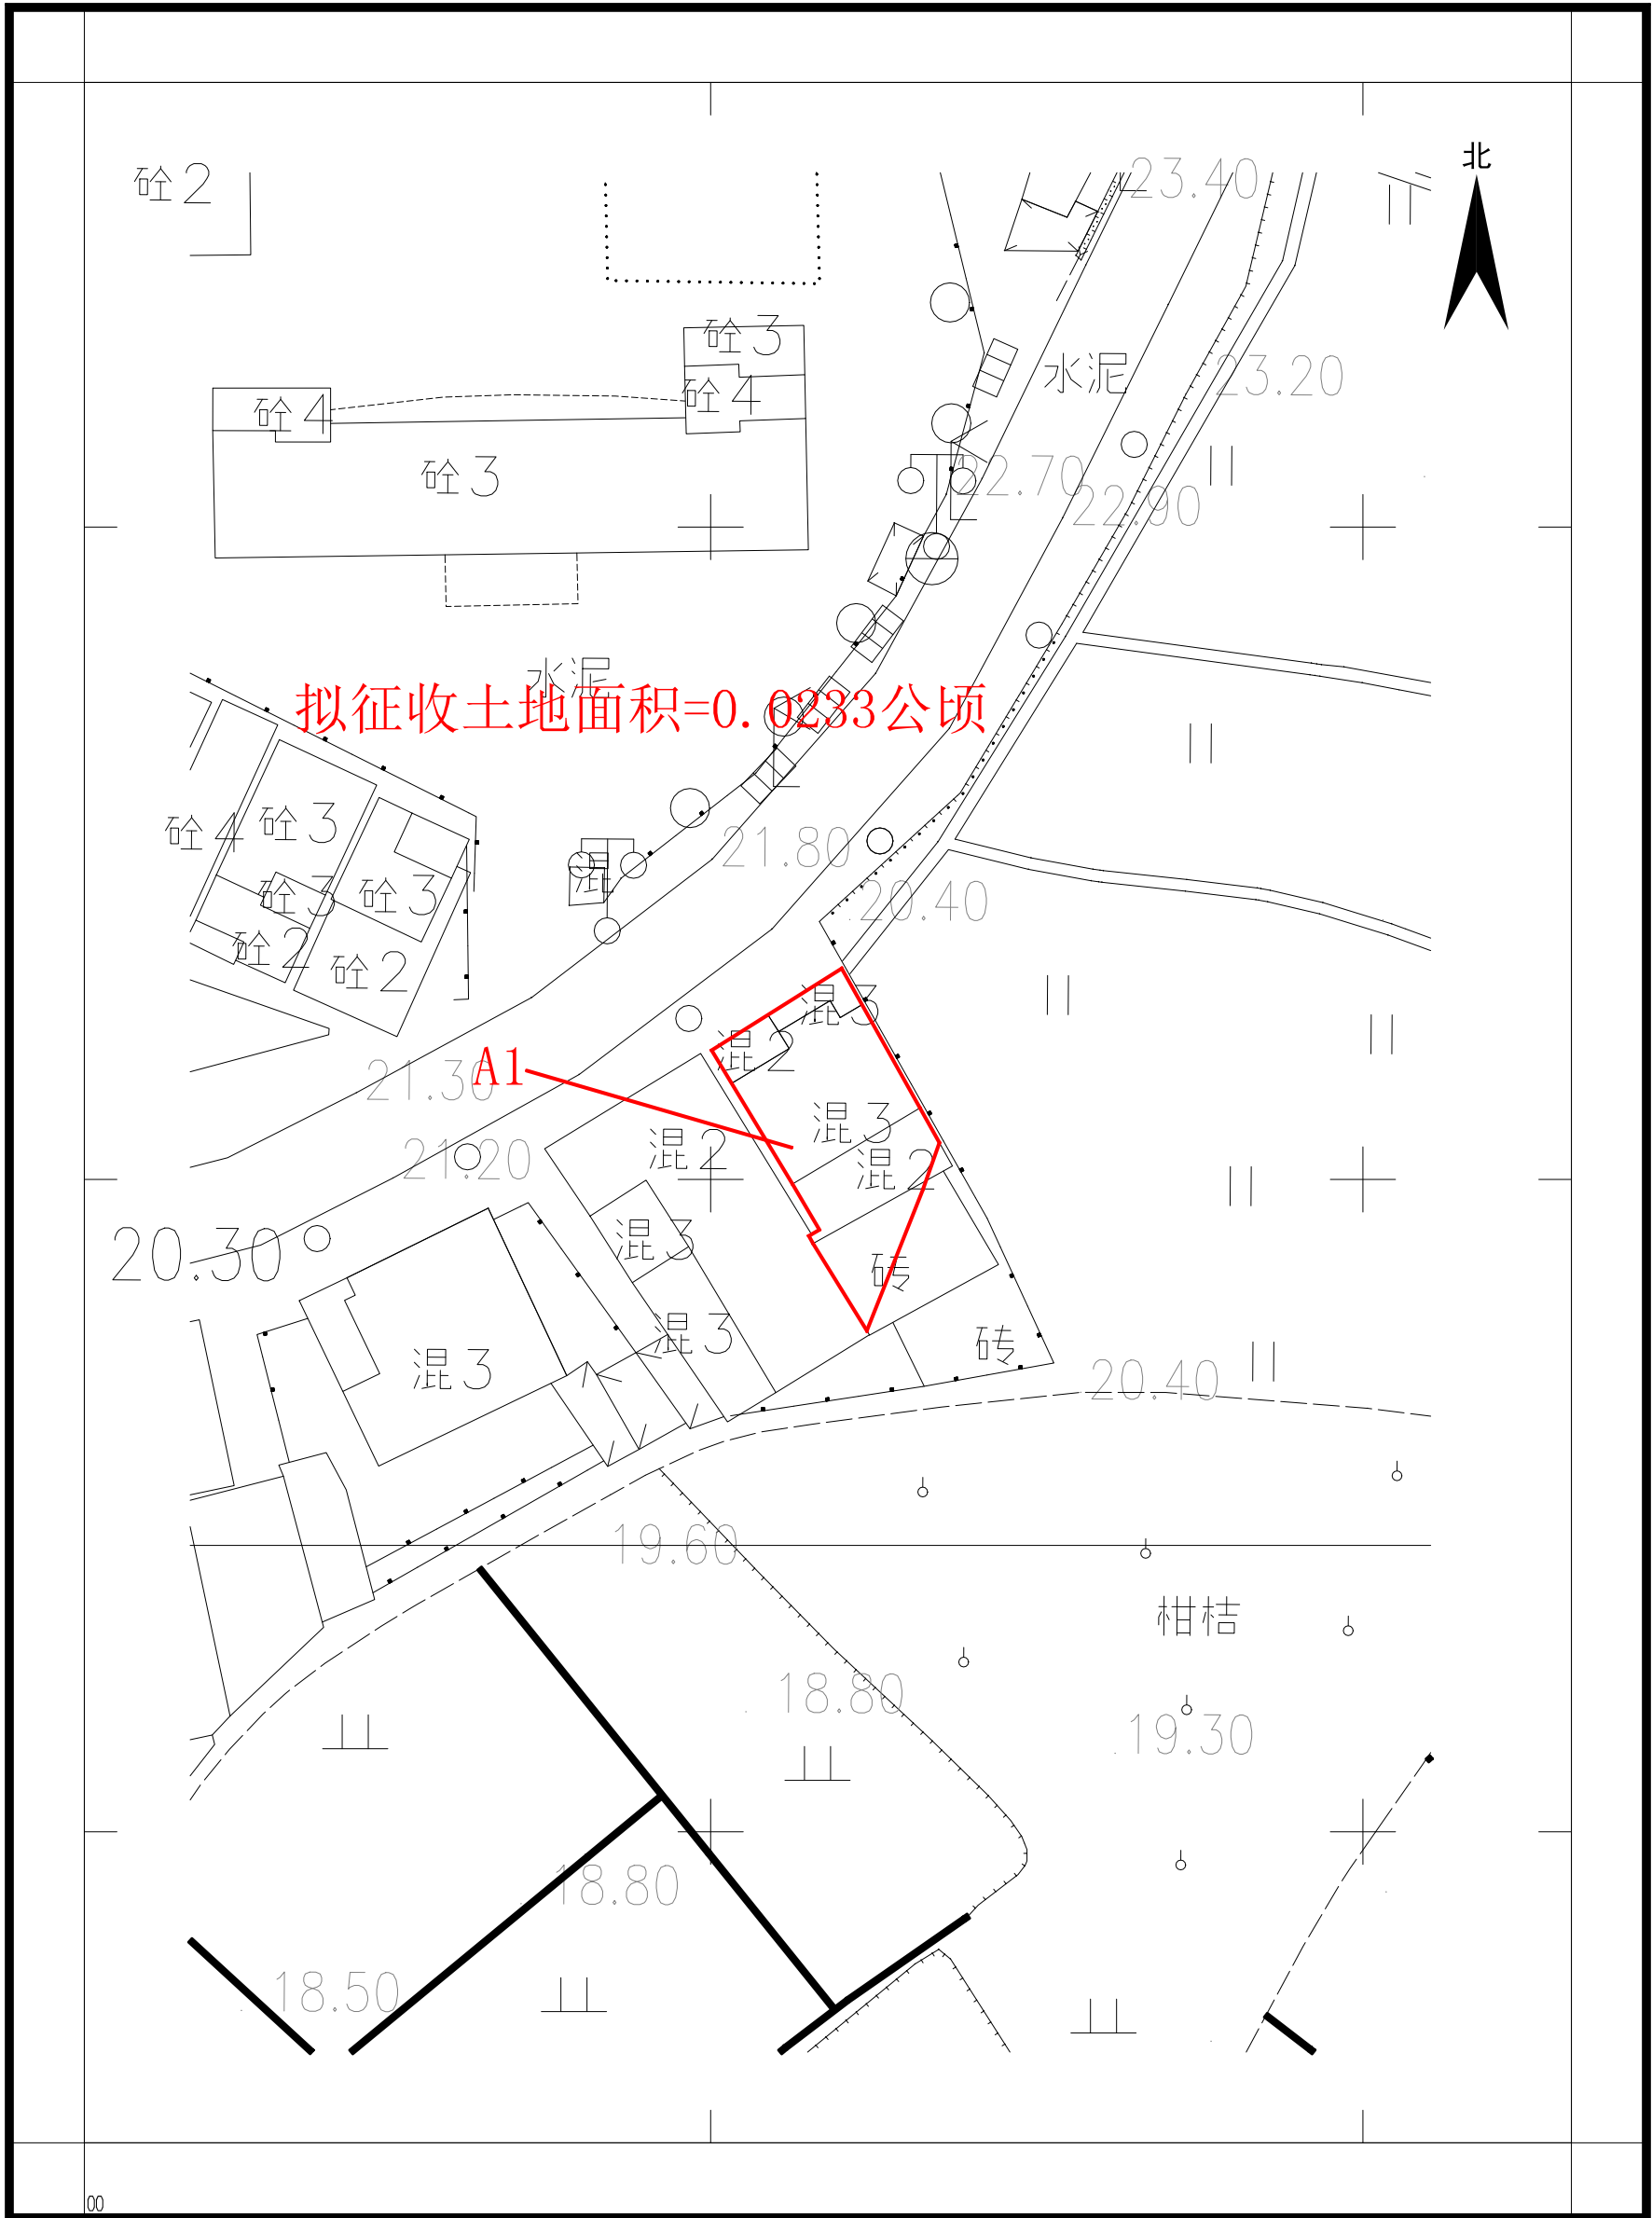 北
砼2
23.40
砼3
水泥
23.20
砼4
砼4
砼3
22.70
22.90
水泥
拟征收土地面积=0.0233公顷
砼4
砼3
21.80
混
砼3
砼3
20.40
砼2
砼2
混3
混2
A1
21.30
混3
混2
21.20
混2
混3
20.30
砖
混3
砖
混3
20.40
19.60
柑桔
18.80
19.30
18.80
18.50
00